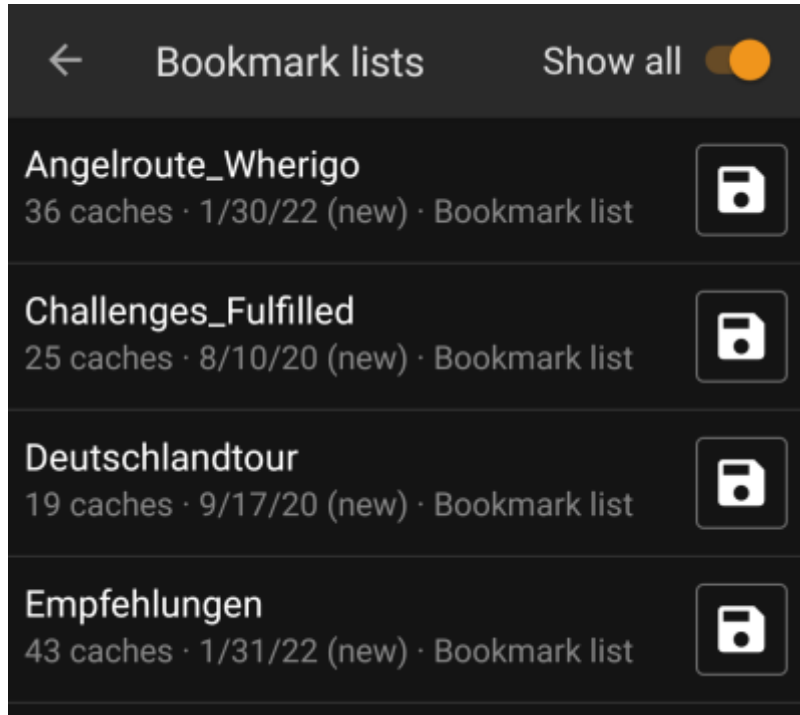 Bookmark lists Show all
Angelroute_Wherigo
36 caches · 1/30/22 (new) · Bookmark list
Challenges_Fulfilled
25 caches · 8/10/20 (new) · Bookmark list
Deutschlandtour
19 caches · 9/17/20 (new) · Bookmark list
Empfehlungen
43 caches · 1/31/22 (new) · Bookmark list